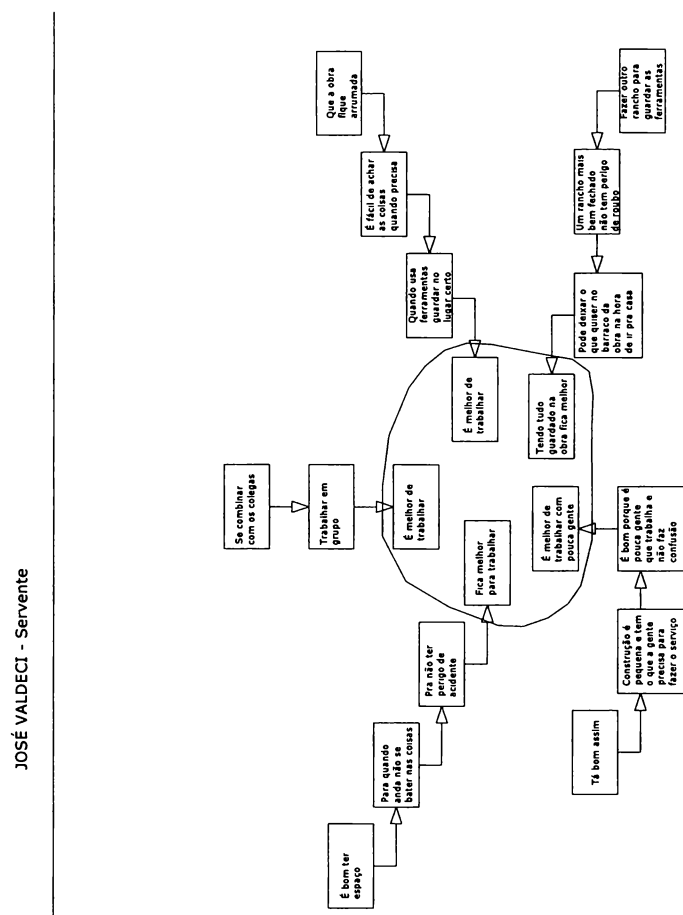 JOSÉ VALDECI - Servente
Se combinar
com os colegas
Trabalhar em
grupo
É melhor de
trabalhar
É bom ter
espaço
Para quando
anda não se
bater nas coisas
Pra não ter
perigo de
acidente
Fica melhor
para trabalhar
Que a obra
fique
arrumada
É fácil de achar
as coisas
quando precisa
Quando usa
ferramentas
guardar no
lugar certo
É melhor de
trabalhar
Tá bom assim
Construção é
pequena e tem
o que a gente
precisa para
fazer o serviço
É bom porque é
pouca gente
que trabalha e
não faz
confusão
É melhor de
trabalhar com
pouca gente
Fazer outro
rancho para
guardar as
ferramentas
Um rancho mais
bem fechado
não tem perigo
de roubo
Pode deixar o
que quiser no
barraco da
obra na hora
de ir pra casa
Tendo tudo
guardado na
obra fica melhor